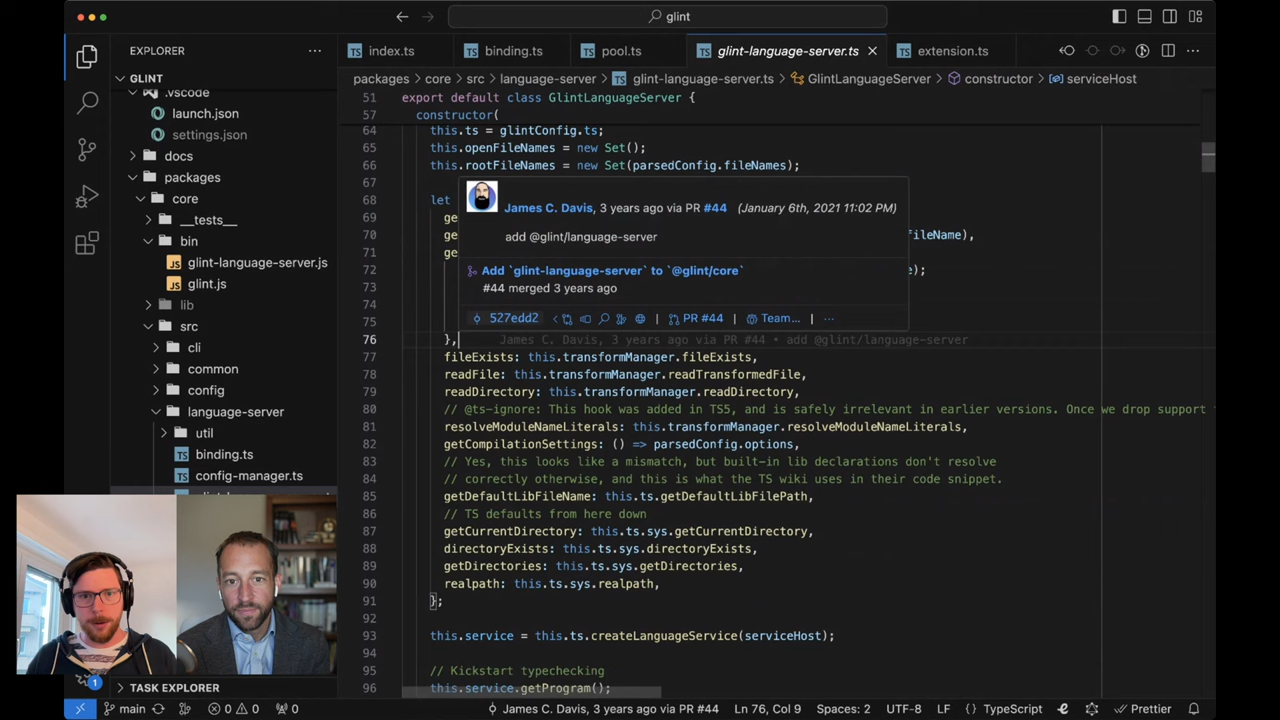 glint
EXPLORER
index.ts
binding.ts
pool.ts
glint-language-server.ts
extension.ts
GLINT
packages
core
src
language-server
glint-language-server.ts
GlintLanguageServer
constructor
serviceHost
.vscode
launch.json
settings.json
docs
packages
core
__tests__
bin
glint-language-server.js
glint.js
lib
src
cli
common
config
language-server
util
binding.ts
config-manager.ts
TASK EXPLORER
51 export default class GlintLanguageServer {
57 constructor(
64 this.ts = glintConfig.ts;
65 this.openFileNames = new Set();
66 this.rootFileNames = new Set(parsedConfig.fileNames);
67
68 let
69 ge
70 ge fileName),
71 ge
72 e);
73
74
75
James C. Davis, 3 years ago via PR #44 (January 6th, 2021 11:02 PM)
add @glint/language-server
Add `glint-language-server` to `@glint/core`
#44 merged 3 years ago
527edd2 | PR #44 | Team... | ...
76 }, James C. Davis, 3 years ago via PR #44 • add @glint/language-server
77 fileExists: this.transformManager.fileExists,
78 readFile: this.transformManager.readTransformedFile,
79 readDirectory: this.transformManager.readDirectory,
80 // @ts-ignore: This hook was added in TS5, and is safely irrelevant in earlier versions. Once we drop support
81 resolveModuleNameLiterals: this.transformManager.resolveModuleNameLiterals,
82 getCompilationSettings: () => parsedConfig.options,
83 // Yes, this looks like a mismatch, but built-in lib declarations don't resolve
84 // correctly otherwise, and this is what the TS wiki uses in their code snippet.
85 getDefaultLibFileName: this.ts.getDefaultLibFilePath,
86 // TS defaults from here down
87 getCurrentDirectory: this.ts.sys.getCurrentDirectory,
88 directoryExists: this.ts.sys.directoryExists,
89 getDirectories: this.ts.sys.getDirectories,
90 realpath: this.ts.sys.realpath,
91 };
92
93 this.service = this.ts.createLanguageService(serviceHost);
94
95 // Kickstart typechecking
96 this.service.getProgram();
1
main
0
0
0
James C. Davis, 3 years ago via PR #44
Ln 76, Col 9
Spaces: 2
UTF-8
LF
TypeScript
Prettier